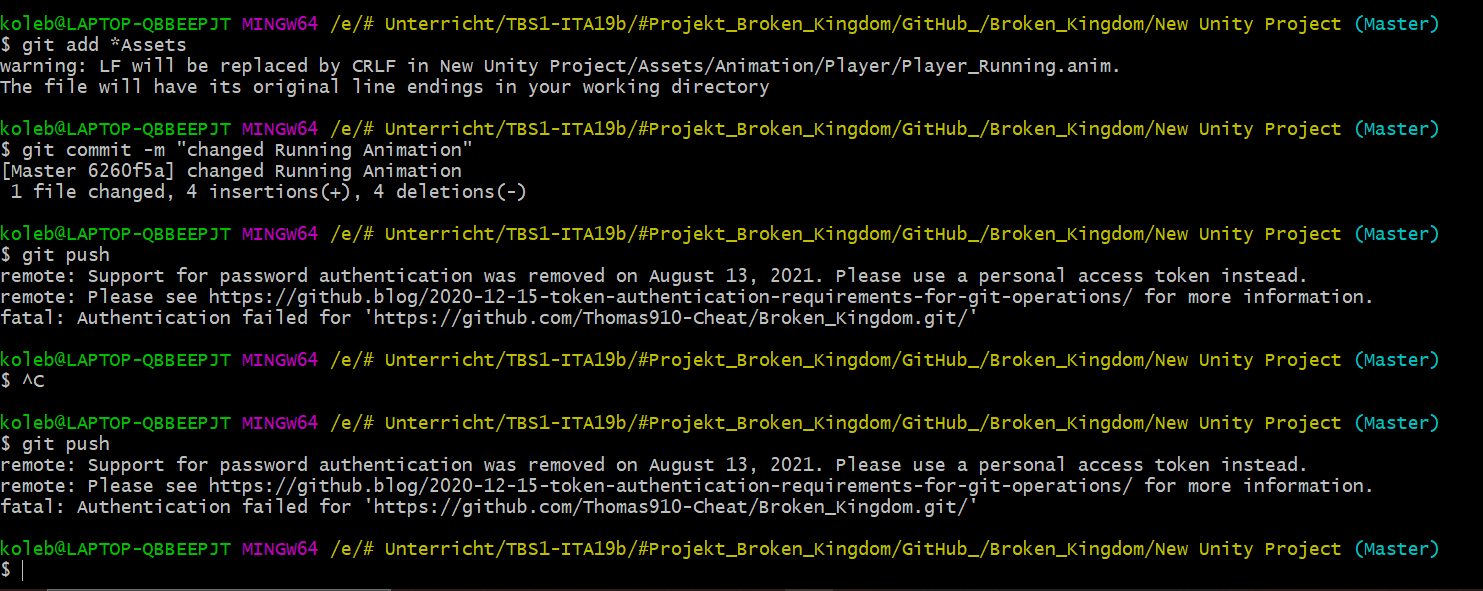 koleb@LAPTOP-QBBEEPJT MINGW64 /e/# Unterricht/TBS1-ITA19b/#Projekt_Broken_Kingdom/GitHub_/Broken_Kingdom/New Unity Project (Master)
$ git add *Assets
warning: LF will be replaced by CRLF in New Unity Project/Assets/Animation/Player/Player_Running.anim.
The file will have its original line endings in your working directory
koleb@LAPTOP-QBBEEPJT MINGW64 /e/# Unterricht/TBS1-ITA19b/#Projekt_Broken_Kingdom/GitHub_/Broken_Kingdom/New Unity Project (Master)
$ git commit -m "changed Running Animation"
[Master 6260f5a] changed Running Animation
1 file changed, 4 insertions(+), 4 deletions(-)
koleb@LAPTOP-QBBEEPJT MINGW64 /e/# Unterricht/TBS1-ITA19b/#Projekt_Broken_Kingdom/GitHub_/Broken_Kingdom/New Unity Project (Master)
$ git push
remote: Support for password authentication was removed on August 13, 2021. Please use a personal access token instead.
remote: Please see https://github.blog/2020-12-15-token-authentication-requirements-for-git-operations/ for more information.
fatal: Authentication failed for 'https://github.com/Thomas910-Cheat/Broken_Kingdom.git/'
koleb@LAPTOP-QBBEEPJT MINGW64 /e/# Unterricht/TBS1-ITA19b/#Projekt_Broken_Kingdom/GitHub_/Broken_Kingdom/New Unity Project (Master)
$ ^C
koleb@LAPTOP-QBBEEPJT MINGW64 /e/# Unterricht/TBS1-ITA19b/#Projekt_Broken_Kingdom/GitHub_/Broken_Kingdom/New Unity Project (Master)
$ git push
remote: Support for password authentication was removed on August 13, 2021. Please use a personal access token instead.
remote: Please see https://github.blog/2020-12-15-token-authentication-requirements-for-git-operations/ for more information.
fatal: Authentication failed for 'https://github.com/Thomas910-Cheat/Broken_Kingdom.git/'
koleb@LAPTOP-QBBEEPJT MINGW64 /e/# Unterricht/TBS1-ITA19b/#Projekt_Broken_Kingdom/GitHub_/Broken_Kingdom/New Unity Project (Master)
$